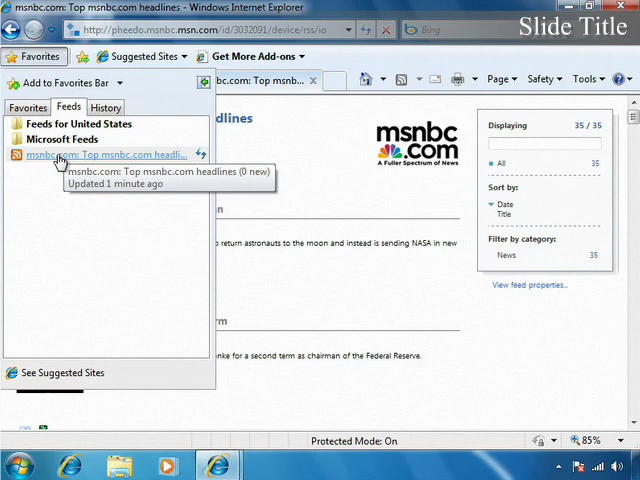 msnbc.com: Top msnbc.com headlines - Windows Internet Explorer
Slide Title
http://pheedo.msnbc.msn.com/id/3032091/device/rss/io
Bing
Favorites
Suggested Sites
Get More Add-ons
Add to Favorites Bar
bc.com: Top msnb...
Page
Safety
Tools
Favorites
Feeds
History
Feeds for United States
Microsoft Feeds
msnbc.com: Top msnbc.com headli...
msnbc.com: Top msnbc.com headlines (0 new)
Updated 1 minute ago
dlines
msnbc
.com
A Fuller Spectrum of News
Displaying
35 / 35
All
35 / 35
Sort by:
Date
Title
Filter by category:
News
35
View feed properties...
on
o return astronauts to the moon and instead is sending NASA in new
rm
anke for a second term as chairman of the Federal Reserve.
See Suggested Sites
Protected Mode: On
85%